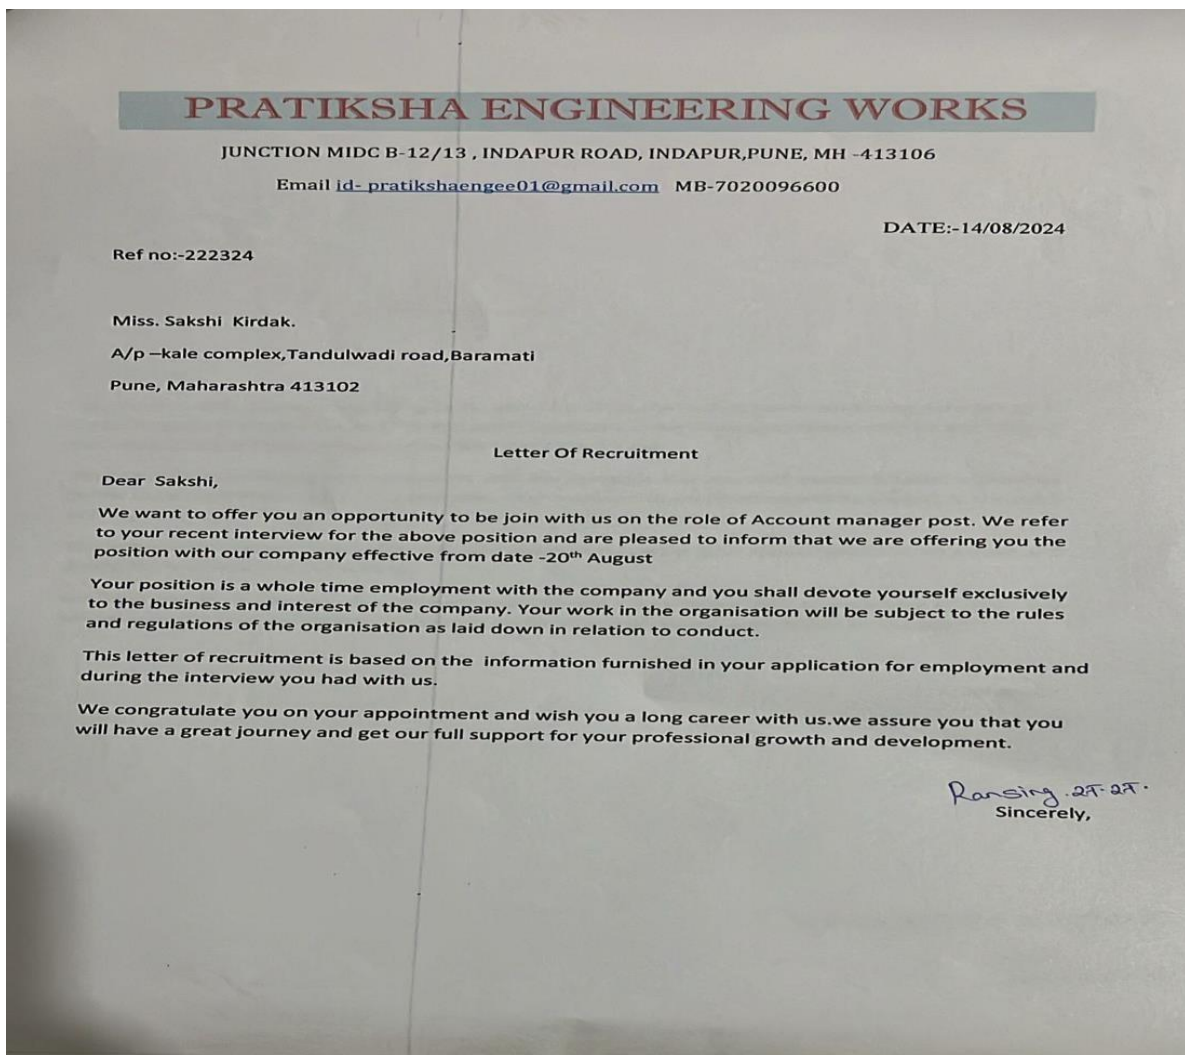 PRATIKSHA ENGINEERING WORKS
JUNCTION MIDC B-12/13 , INDAPUR ROAD, INDAPUR,PUNE, MH -413106
Email id- pratikshaengee01@gmail.com MB-7020096600
DATE:-14/08/2024
Ref no:-222324
Miss. Sakshi Kirdak.
A/p –kale complex,Tandulwadi road,Baramati
Pune, Maharashtra 413102
Letter Of Recruitment
Dear Sakshi,
We want to offer you an opportunity to be join with us on the role of Account manager post. We refer
to your recent interview for the above position and are pleased to inform that we are offering you the
position with our company effective from date -20th August
Your position is a whole time employment with the company and you shall devote yourself exclusively
to the business and interest of the company. Your work in the organisation will be subject to the rules
and regulations of the organisation as laid down in relation to conduct.
This letter of recruitment is based on the information furnished in your application for employment and
during the interview you had with us.
We congratulate you on your appointment and wish you a long career with us.we assure you that you
will have a great journey and get our full support for your professional growth and development.
Ransing
Sincerely,